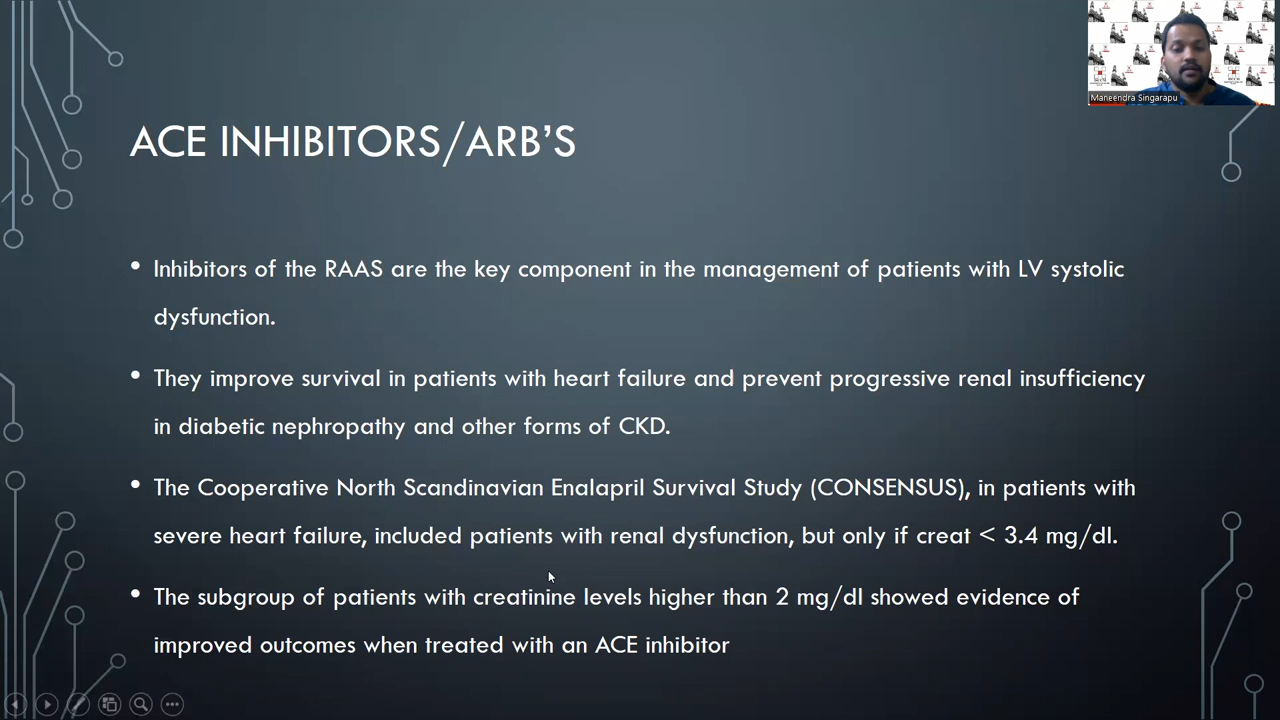 Maneendra Singarapu
ACE INHIBITORS/ARB'S
• Inhibitors of the RAAS are the key component in the management of patients with LV systolic
dysfunction.
• They improve survival in patients with heart failure and prevent progressive renal insufficiency
in diabetic nephropathy and other forms of CKD.
• The Cooperative North Scandinavian Enalapril Survival Study (CONSENSUS), in patients with
severe heart failure, included patients with renal dysfunction, but only if creat < 3.4 mg/dl.
• The subgroup of patients with creatinine levels higher than 2 mg/dl showed evidence of
improved outcomes when treated with an ACE inhibitor